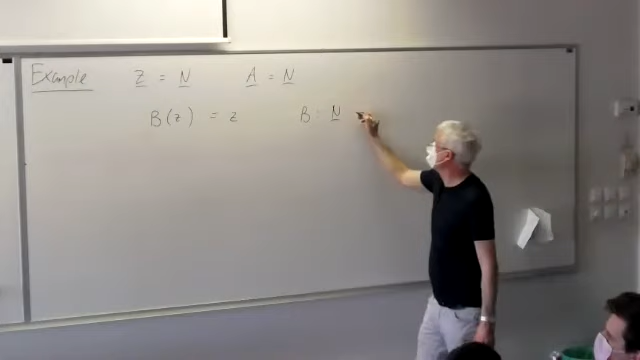 Example Z = N A = N
B(z) = z B : N